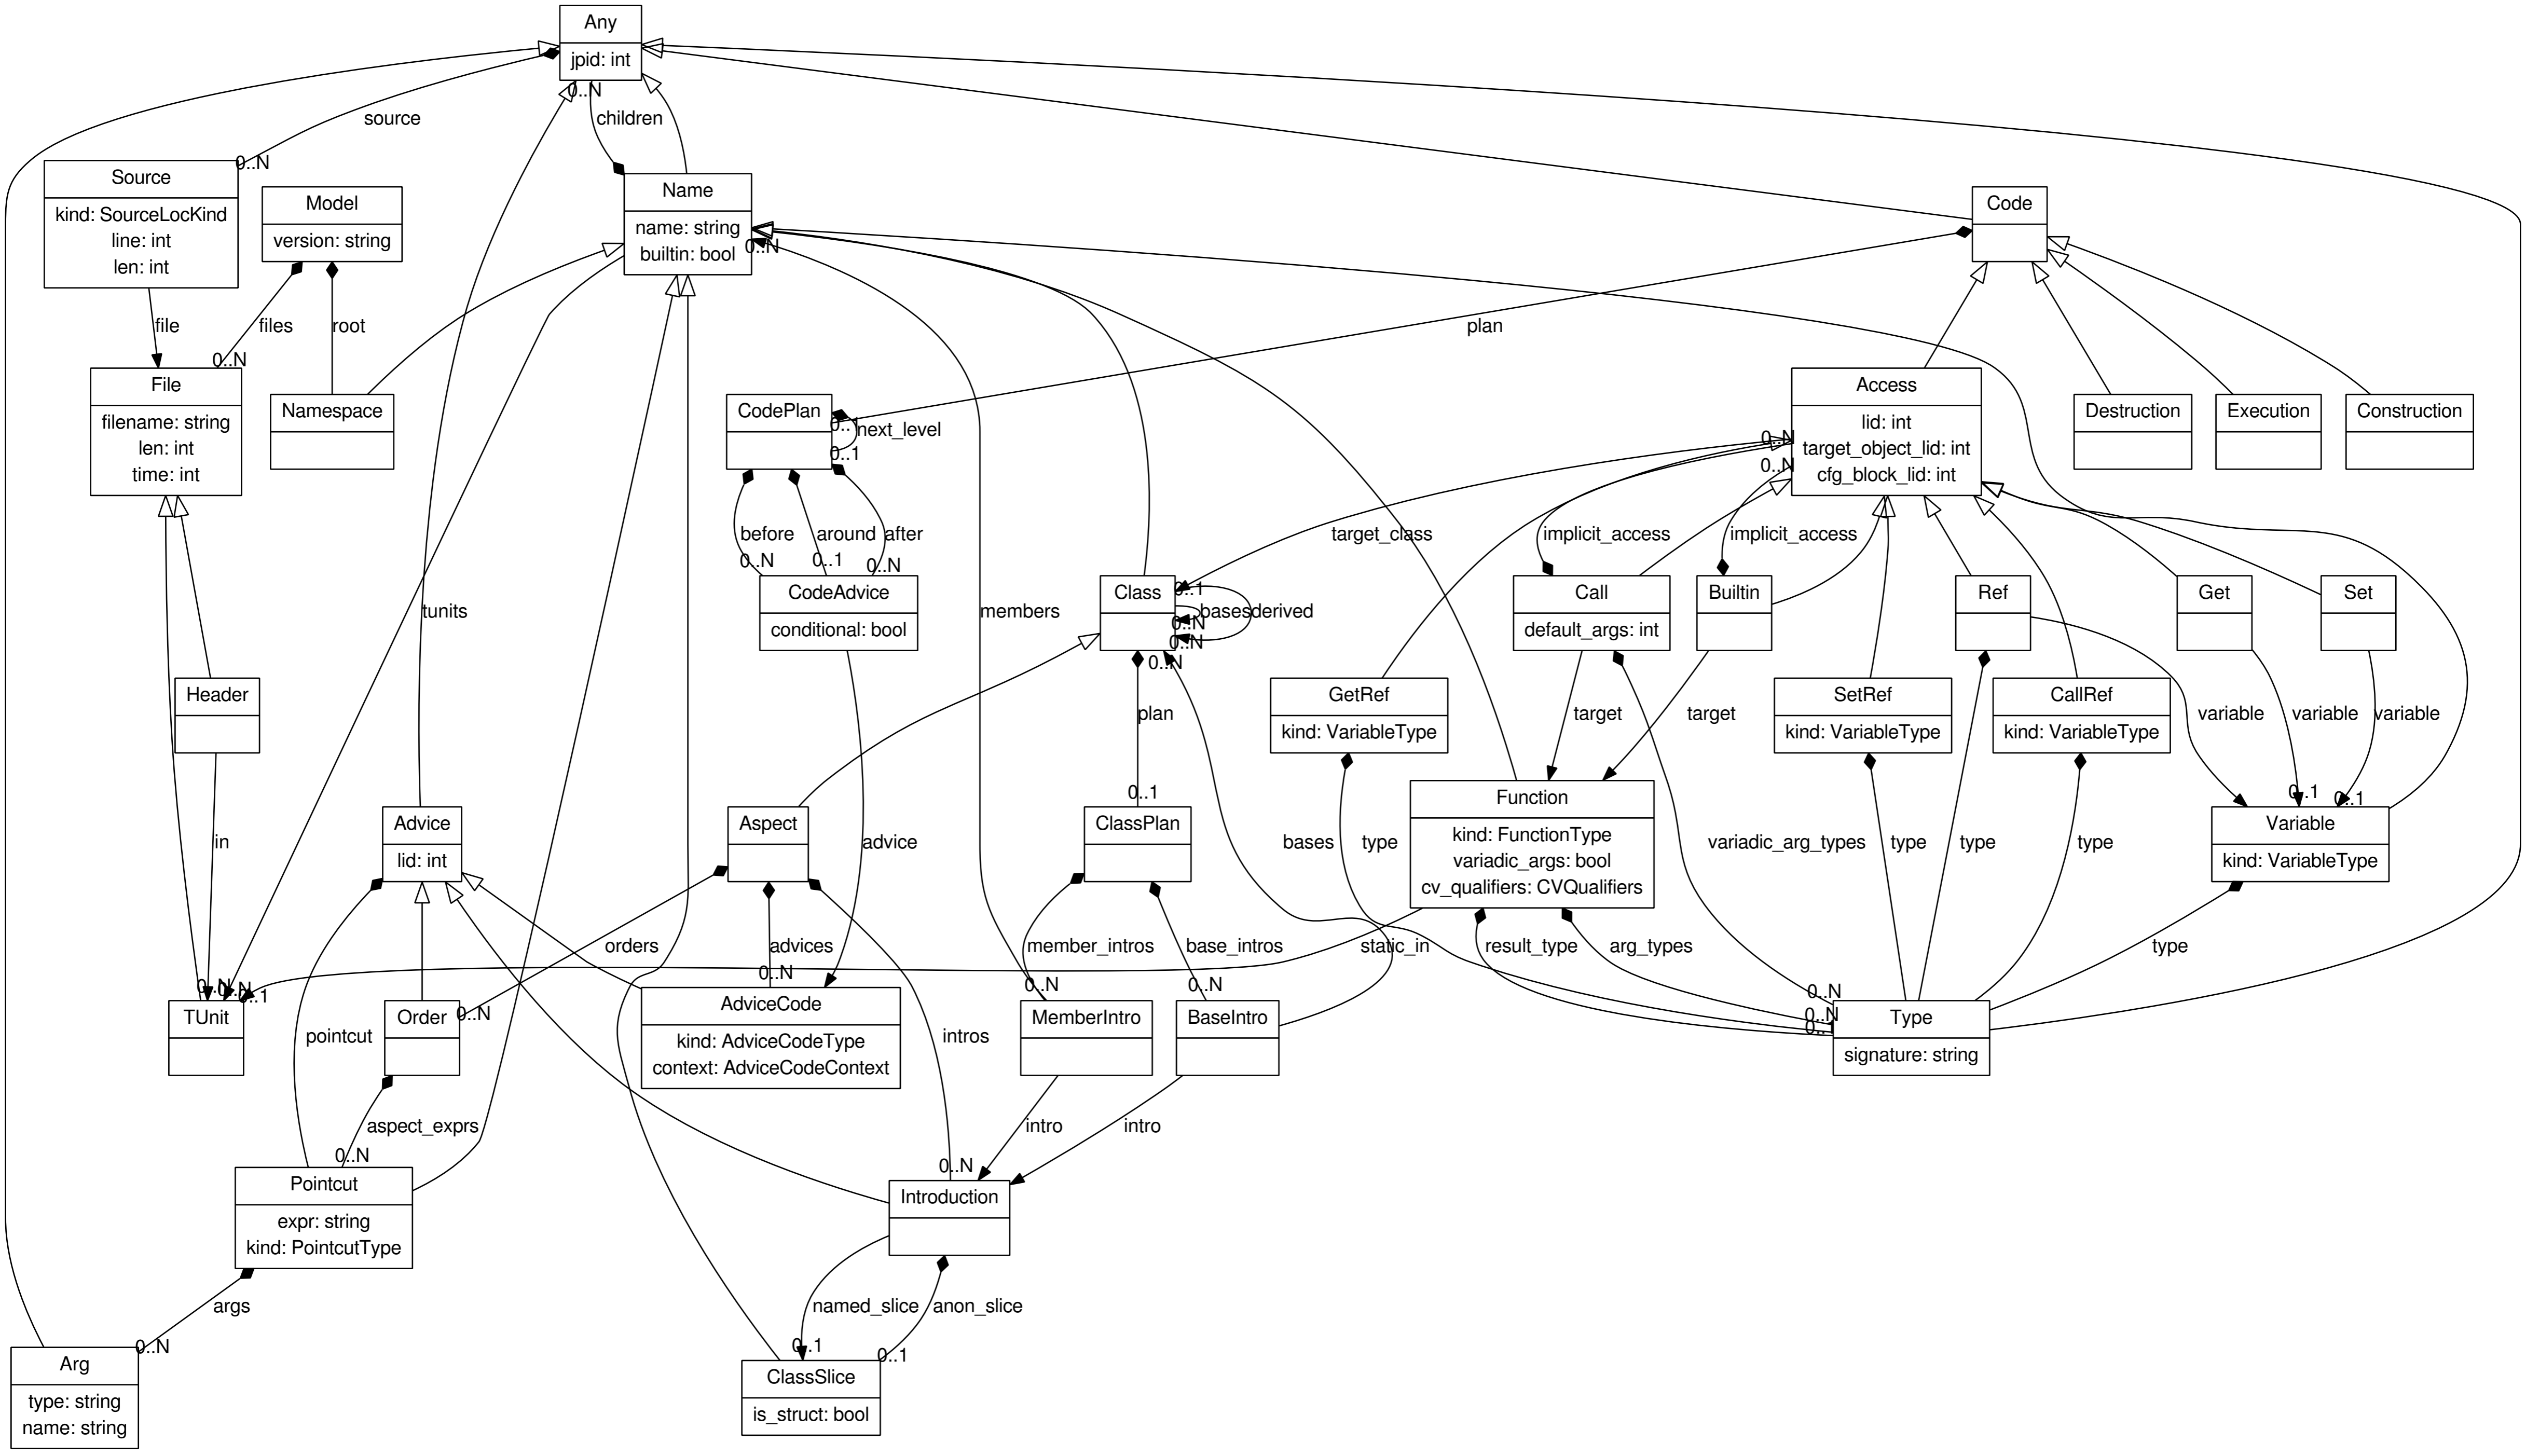 Any
jpid: int
0..N
children
source
0..N
Source
kind: SourceLocKind
line: int
len: int
Model
version: string
Name
name: string
builtin: bool
0..N
Code
file
files
root
plan
0..N
File
filename: string
len: int
time: int
Namespace
CodePlan
0..1
next_level
0..1
Access
lid: int
target_object_lid: int
cfg_block_lid: int
0..N
0..N
Destruction
Execution
Construction
before
around
after
target_class
implicit_access
implicit_access
0..N
0..1
0..N
tunits
members
CodeAdvice
conditional: bool
Class
0..1
bases
derived
0..N
0..N
0..N
Call
default_args: int
Builtin
Ref
Get
Set
Header
plan
GetRef
kind: VariableType
target
target
SetRef
kind: VariableType
CallRef
kind: VariableType
variable
variable
variable
0..1
0..1
0..1
in
Advice
lid: int
Aspect
advice
ClassPlan
bases
type
Function
kind: FunctionType
variadic_args: bool
cv_qualifiers: CVQualifiers
variadic_arg_types
type
type
type
Variable
kind: VariableType
orders
advices
member_intros
base_intros
static_in
result_type
arg_types
type
0..N
0..N
0..1
0..N
0..N
0..N
0..N
0..N
TUnit
pointcut
Order
0..N
AdviceCode
kind: AdviceCodeType
context: AdviceCodeContext
intros
MemberIntro
BaseIntro
Type
signature: string
aspect_exprs
intro
intro
0..N
0..N
Pointcut
expr: string
kind: PointcutType
Introduction
args
named_slice
anon_slice
0..N
0..1
0..1
Arg
type: string
name: string
ClassSlice
is_struct: bool